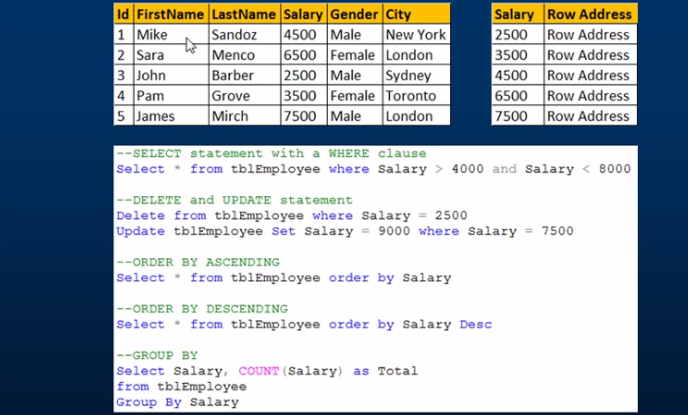 Id FirstName LastName Salary Gender City
1 Mike Sandoz 4500 Male New York
2 Sara Menco 6500 Female London
3 John Barber 2500 Male Sydney
4 Pam Grove 3500 Female Toronto
5 James Mirch 7500 Male London
Salary Row Address
2500 Row Address
3500 Row Address
4500 Row Address
6500 Row Address
7500 Row Address
--SELECT statement with a WHERE clause
Select * from tblEmployee where Salary > 4000 and Salary < 8000
--DELETE and UPDATE statement
Delete from tblEmployee where Salary = 2500
Update tblEmployee Set Salary = 9000 where Salary = 7500
--ORDER BY ASCENDING
Select * from tblEmployee order by Salary
--ORDER BY DESCENDING
Select * from tblEmployee order by Salary Desc
--GROUP BY
Select Salary, COUNT(Salary) as Total
from tblEmployee
Group By Salary